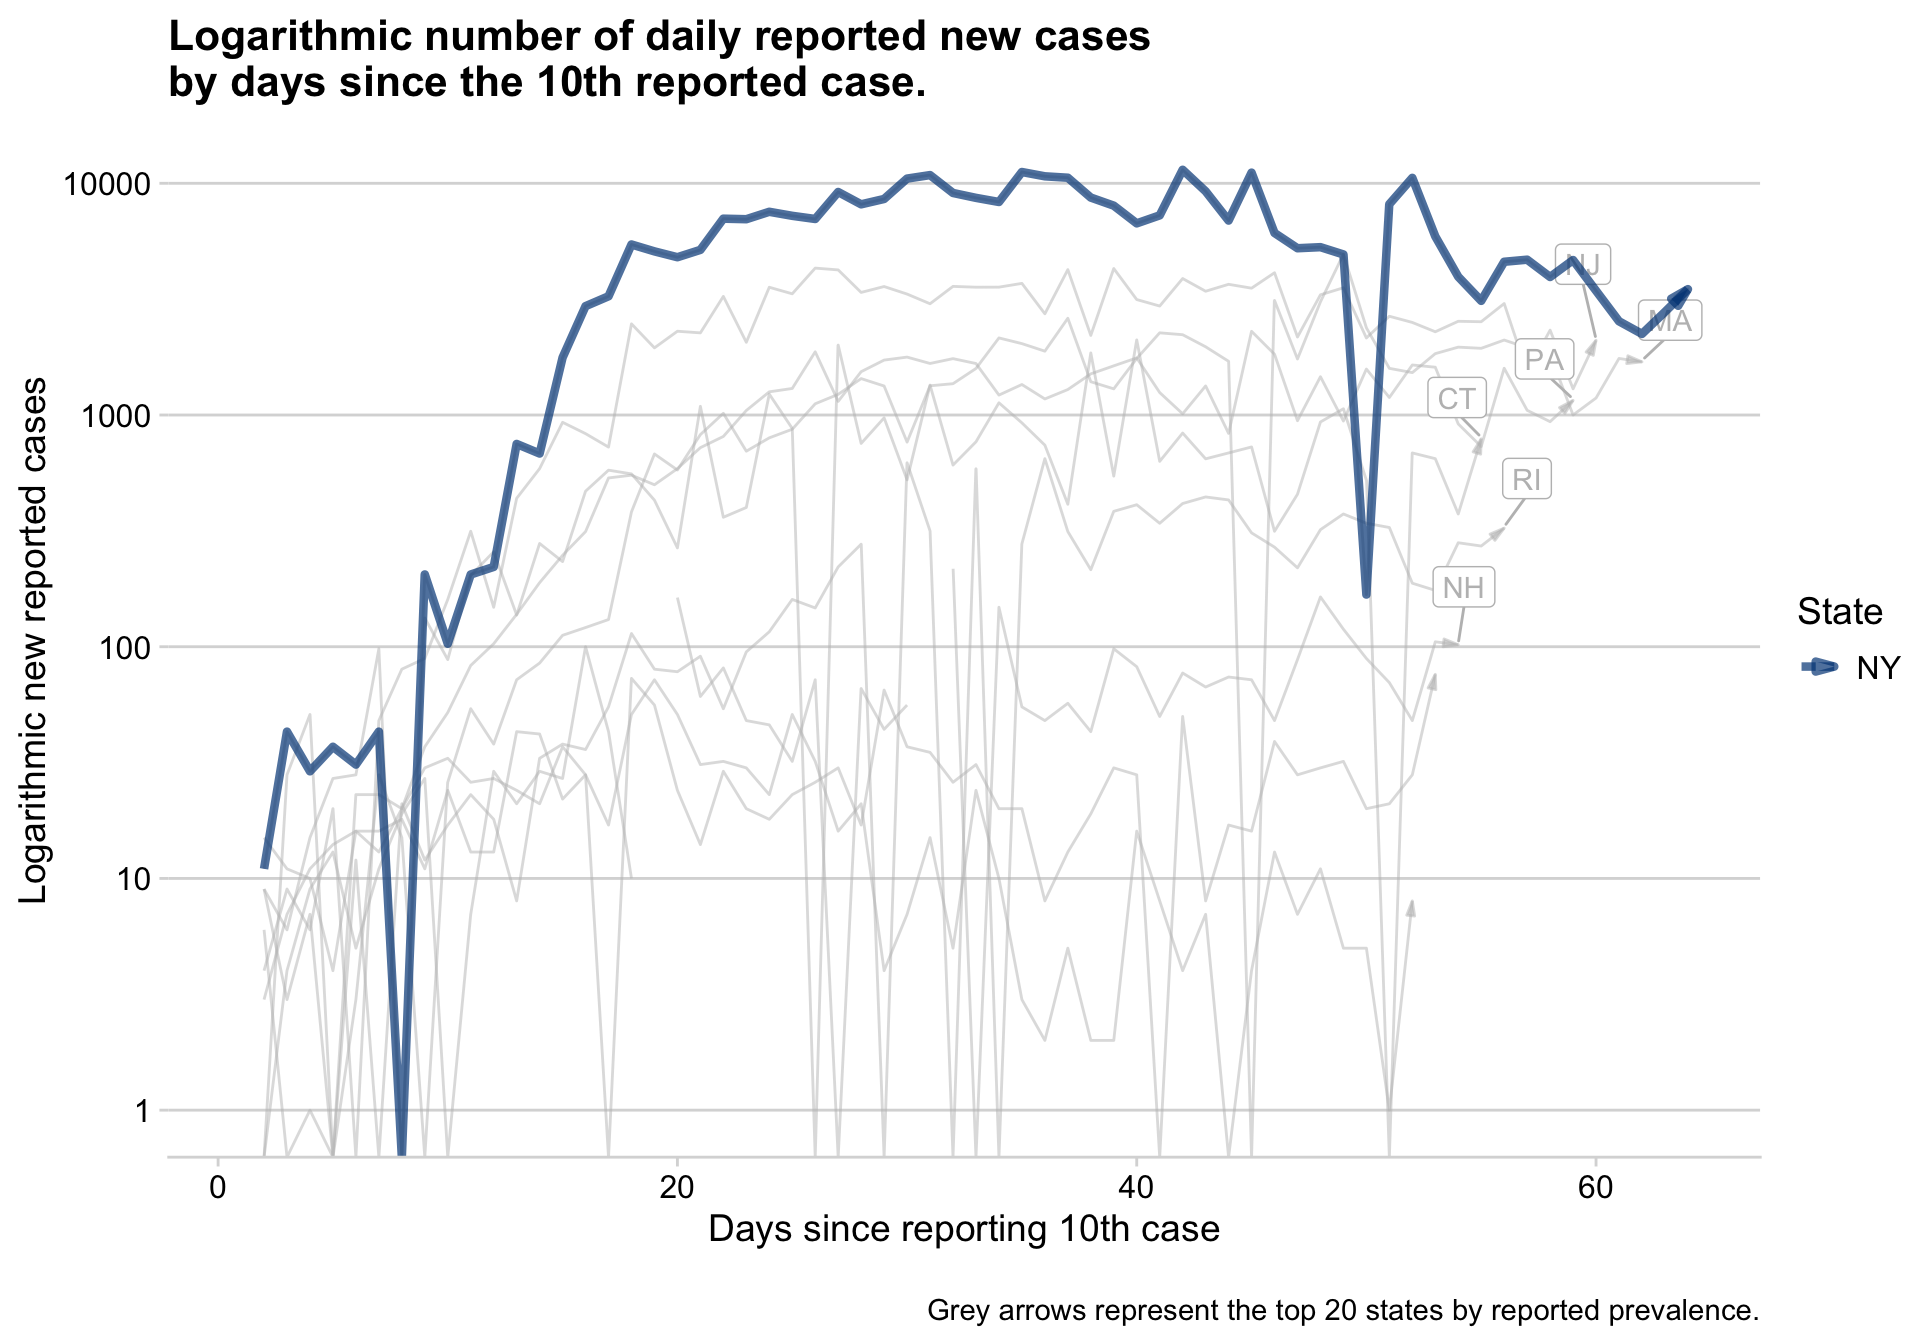 Logarithmic number of daily reported new cases
by days since the 10th reported case.
Logarithmic new reported cases
10000
1000
100
10
1
NJ
MA
PA
CT
RI
NH
State
NY
0
20
40
60
Days since reporting 10th case
Grey arrows represent the top 20 states by reported prevalence.